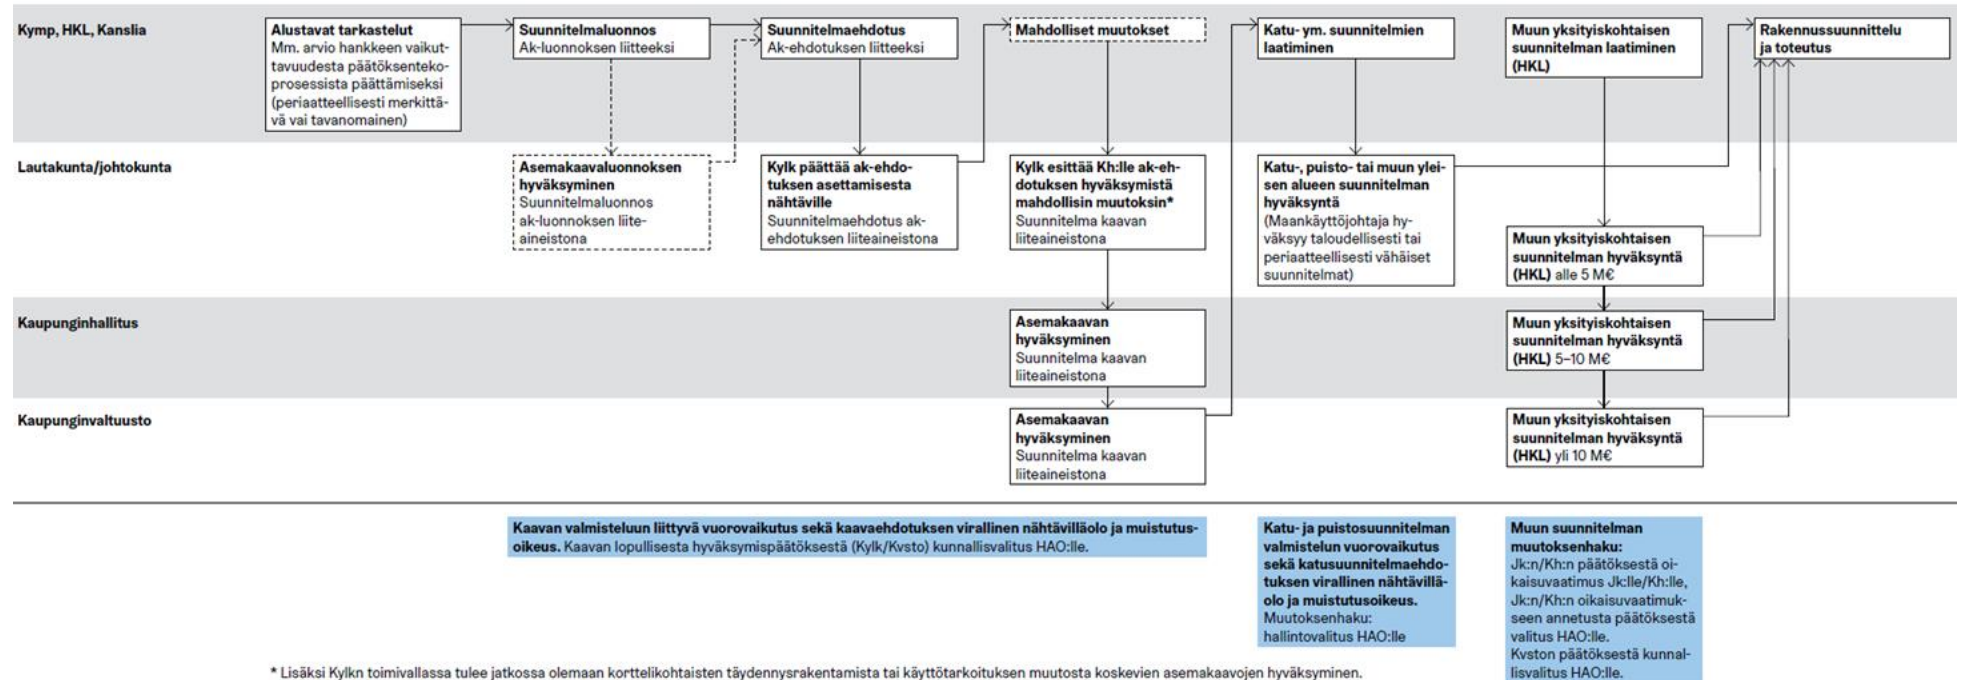 Kymp, HKL, Kanslia
Alustavat tarkastelut
Mm. arvio hankkeen vaikut-
tavuudesta päätöksenteko-
prosessista päättämiseksi
(periaatteellisesti merkittä-
vä vai tavanomainen)
Suunnitelmaluonnos
Ak-luonnoksen liitteeksi
Suunnitelmaehdotus
Ak-ehdotuksen liitteeksi
Mahdolliset muutokset
Katu- ym. suunnitelmien
laatiminen
Muun yksityiskohtaisen
suunnitelman laatiminen
(HKL)
Rakennussuunnittelu
ja toteutus
Lautakunta/johtokunta
Asemakaavaluonnoksen
hyväksyminen
Suunnitelmaluonnos
ak-luonnoksen liite-
aineistona
Kylk päättää ak-ehdo-
tuksen asettamisesta
nähtäville
Suunnitelmaehdotus ak-
ehdotuksen liiteaineistona
Kylk esittää Kh:lle ak-eh-
dotuksen hyväksymistä
mahdollisin muutoksin*
Suunnitelma kaavan
liiteaineistona
Katu-, puisto- tai muun ylei-
sen alueen suunnitelman
hyväksyntä
(Maankäyttöjohtaja hy-
väksyy taloudellisesti tai
periaatteellisesti vähäiset
suunnitelmat)
Muun yksityiskohtaisen
suunnitelman hyväksyntä
(HKL) alle 5 M€
Kaupunginhallitus
Asemakaavan
hyväksyminen
Suunnitelma kaavan
liiteaineistona
Muun yksityiskohtaisen
suunnitelman hyväksyntä
(HKL) 5–10 M€
Kaupunginvaltuusto
Asemakaavan
hyväksyminen
Suunnitelma kaavan
liiteaineistona
Muun yksityiskohtaisen
suunnitelman hyväksyntä
(HKL) yli 10 M€
Kaavan valmisteluun liittyvä vuorovaikutus sekä kaavaehdotuksen virallinen nähtävilläolo ja muistutus-
oikeus. Kaavan lopullisesta hyväksymispäätöksestä (Kylk/Kvsto) kunnallisvalitus HAO:lle.
Katu- ja puistosuunnitelman
valmistelun vuorovaikutus
sekä katusuunnitelmaehdo-
tuksen virallinen nähtävillä-
olo ja muistutusoikeus.
Muutoksenhaku:
hallintovalitus HAO:lle
Muun suunnitelman
muutoksenhaku:
Jk:n/Kh:n päätöksestä oi-
kaisuvaatimus Jk:lle/Kh:lle,
Jk:n/Kh:n oikaisuvaatimuk-
seen annetusta päätöksestä
valitus HAO:lle.
Kvston päätöksestä kunnal-
lisvalitus HAO:lle.
* Lisäksi Kylkn toimivallassa tulee jatkossa olemaan korttelikohtaisten täydennysrakentamista tai käyttötarkoituksen muutosta koskevien asemakaavojen hyväksyminen.